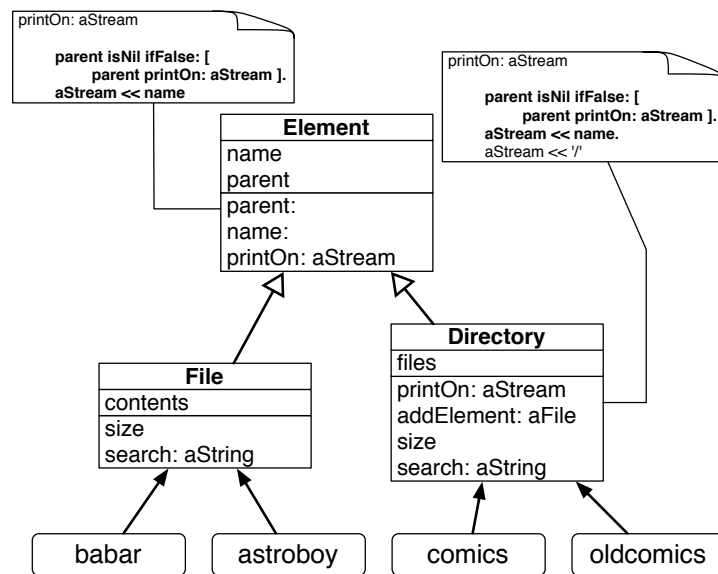 printOn: aStream
parent isNil ifFalse: [
parent printOn: aStream ].
aStream << name
printOn: aStream
parent isNil ifFalse: [
parent printOn: aStream ].
aStream << name.
aStream << '/'
Element
name
parent
parent:
name:
printOn: aStream
File
contents
size
search: aString
Directory
files
printOn: aStream
addElement: aFile
size
search: aString
babar
astroboy
comics
oldcomics